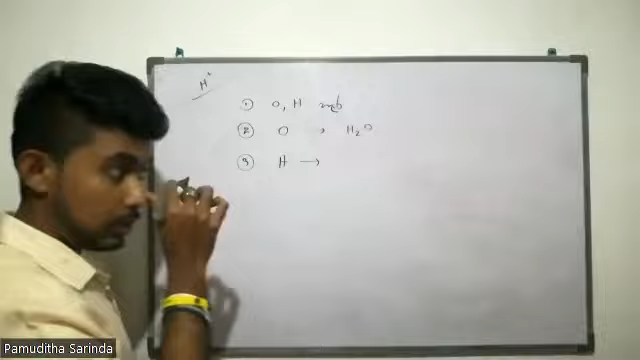 H⁺
① O, H
② O → H₂O
③ H →
Pamuditha Sarinda